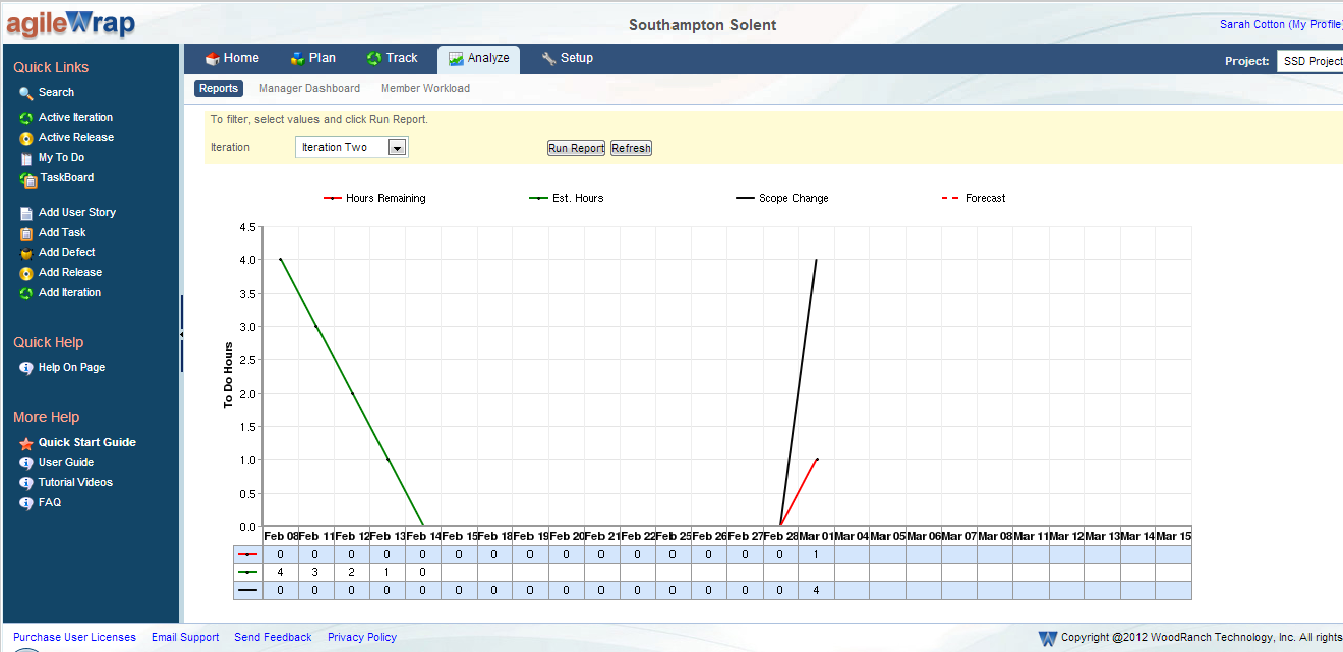 agileWrap
Southampton Solent
Sarah Cotton (My Profile
Home Plan Track Analyze Setup
Project: SSD Project
Reports Manager Dashboard Member Workload
Quick Links
Search
Active Iteration
Active Release
My To Do
TaskBoard
Add User Story
Add Task
Add Defect
Add Release
Add Iteration
Quick Help
Help On Page
More Help
Quick Start Guide
User Guide
Tutorial Videos
FAQ
To filter, select values and click Run Report.
Iteration Iteration Two Run Report Refresh
Hours Remaining Est. Hours Scope Change Forecast
To Do Hours
4.5
4.0
3.5
3.0
2.5
2.0
1.5
1.0
0.5
0.0
Feb 08 Feb 11 Feb 12 Feb 13 Feb 14 Feb 15 Feb 18 Feb 19 Feb 20 Feb 21 Feb 22 Feb 25 Feb 26 Feb 27 Feb 28 Mar 01 Mar 04 Mar 05 Mar 06 Mar 07 Mar 08 Mar 11 Mar 12 Mar 13 Mar 14 Mar 15
0 0 0 0 0 0 0 0 0 0 0 0 0 0 0 1
4 3 2 1 0
0 0 0 0 0 0 0 0 0 0 0 0 0 0 0 4
Purchase User Licenses Email Support Send Feedback Privacy Policy
Copyright @2012 WoodRanch Technology, Inc. All rights